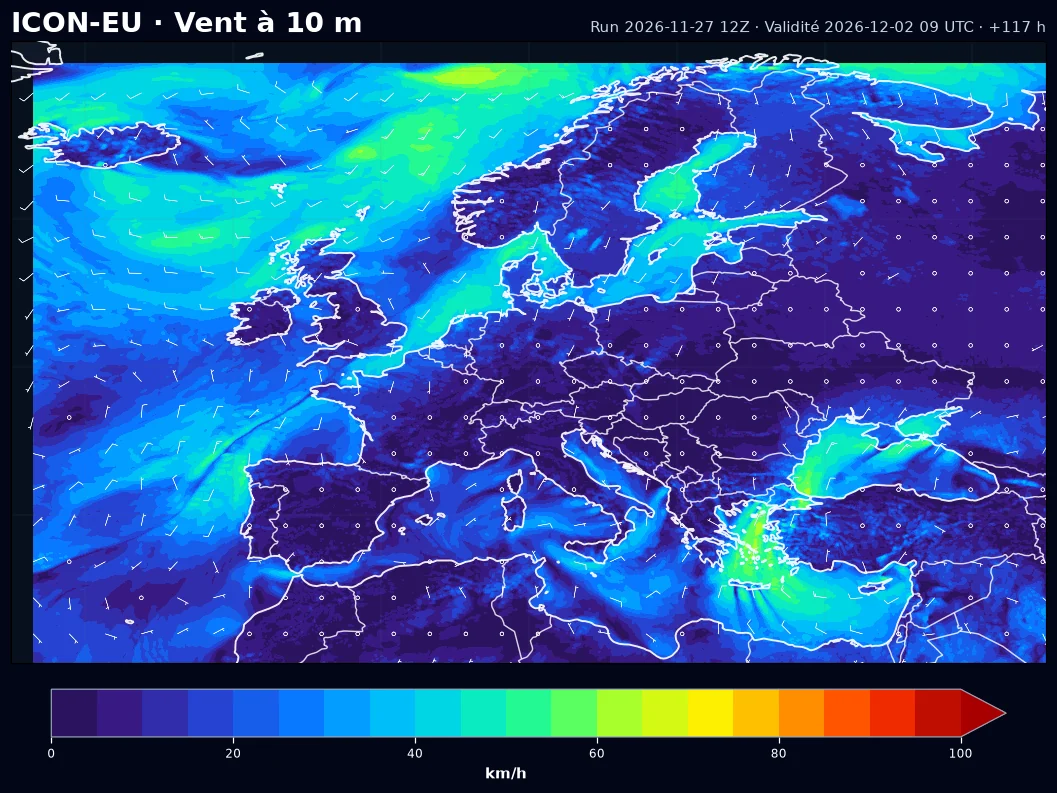 ICON-EU · Vent à 10 m
Run 2026-11-27 12Z · Validité 2026-12-02 09 UTC · +117 h
0 20 40 60 80 100
km/h